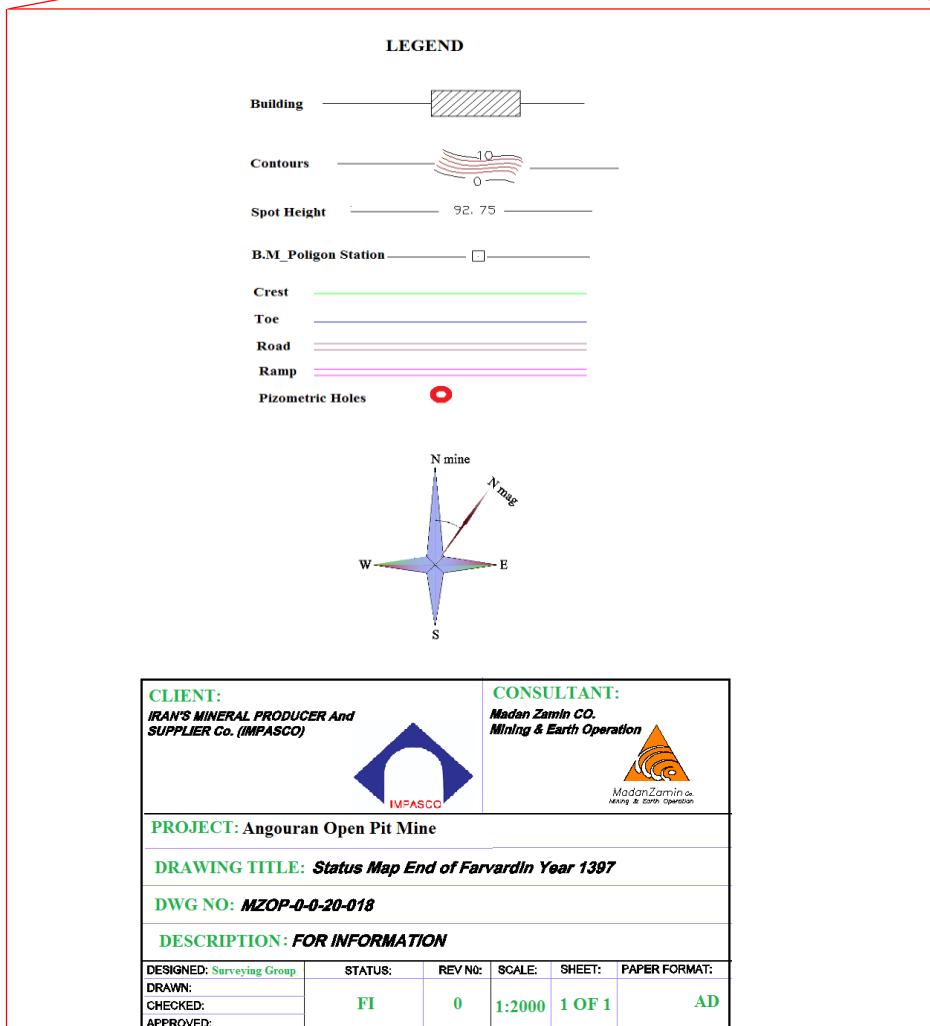 LEGEND
Building
Contours
10
0
Spot Height 92.75
B.M_Poligon Station
Crest
Toe
Road
Ramp
Pizometric Holes
N mine
N mag
W E
S
CLIENT:
IRAN'S MINERAL PRODUCER And
SUPPLIER Co. (IMPASCO)
IMPASCO
CONSULTANT:
Madan Zamin CO.
Mining & Earth Operation
MadanZamin Co.
Mining & Earth Operation
PROJECT: Angouran Open Pit Mine
DRAWING TITLE: Status Map End of Farvardin Year 1397
DWG NO: MZOP-0-0-20-018
DESCRIPTION: FOR INFORMATION
DESIGNED: Surveying Group
DRAWN:
CHECKED:
APPROVED:
STATUS:
FI
REV NO:
0
SCALE:
1:2000
SHEET:
1 OF 1
PAPER FORMAT:
AD